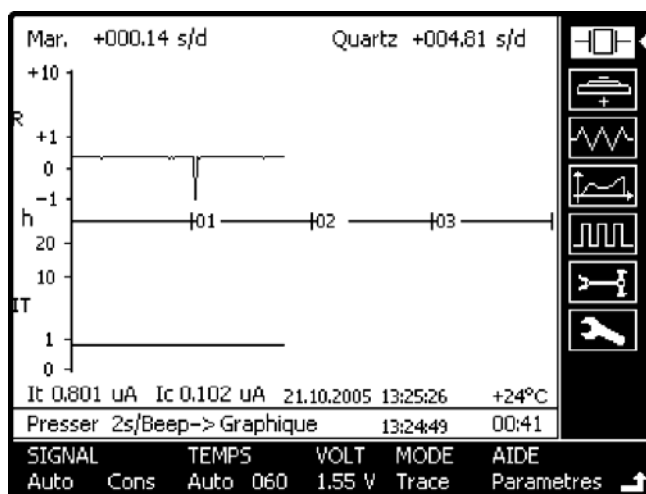 Mar. +000.14 s/d Quartz +004.81 s/d
+10
R
+1
0
-1
h 01 02 03
20
10
IT
1
0
It 0.801 uA Ic 0.102 uA 21.10.2005 13:25:26 +24°C
Presser 2s/Beep-> Graphique 13:24:49 00:41
SIGNAL TEMPS VOLT MODE AIDE
Auto Cons Auto 060 1.55 V Trace Parametres